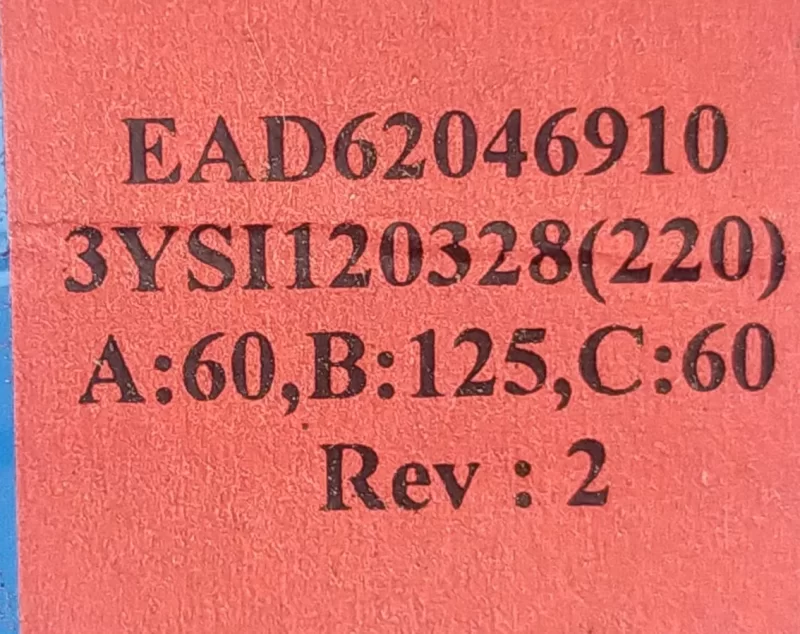 EAD62046910
3YSI120328(220)
A:60,B:125,C:60
Rev : 2